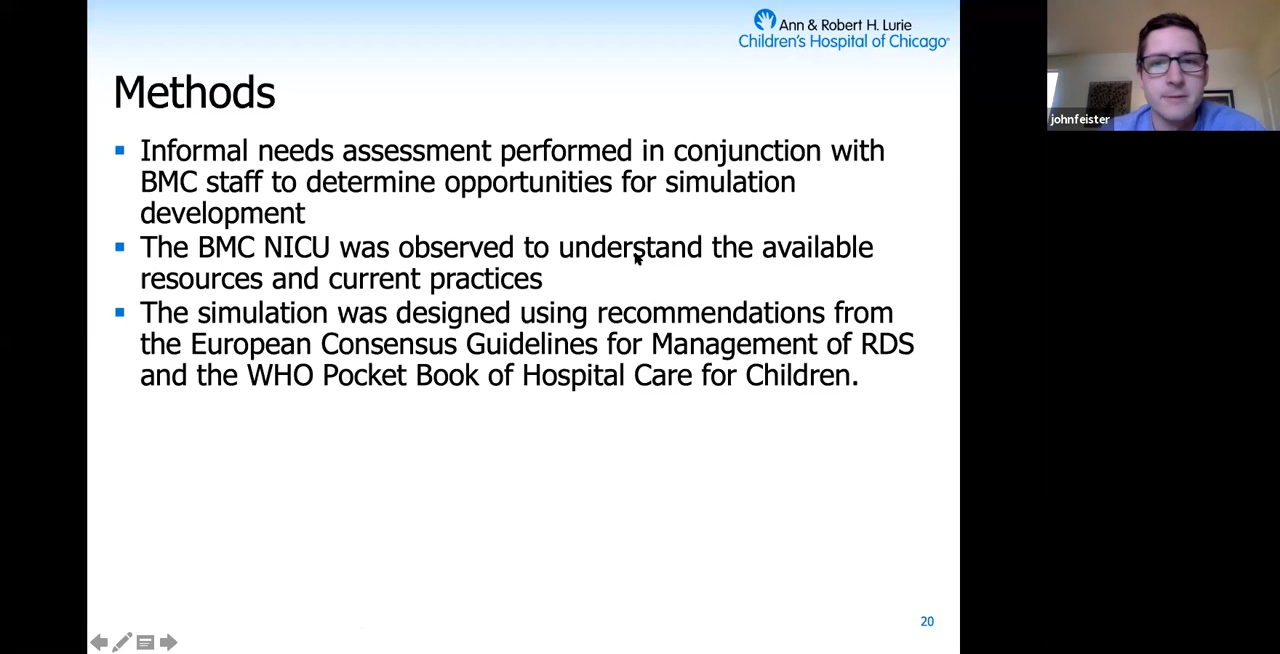 Ann & Robert H. Lurie
Children's Hospital of Chicago
Methods
Informal needs assessment performed in conjunction with
BMC staff to determine opportunities for simulation
development
The BMC NICU was observed to understand the available
resources and current practices
The simulation was designed using recommendations from
the European Consensus Guidelines for Management of RDS
and the WHO Pocket Book of Hospital Care for Children.
20
johnfeister